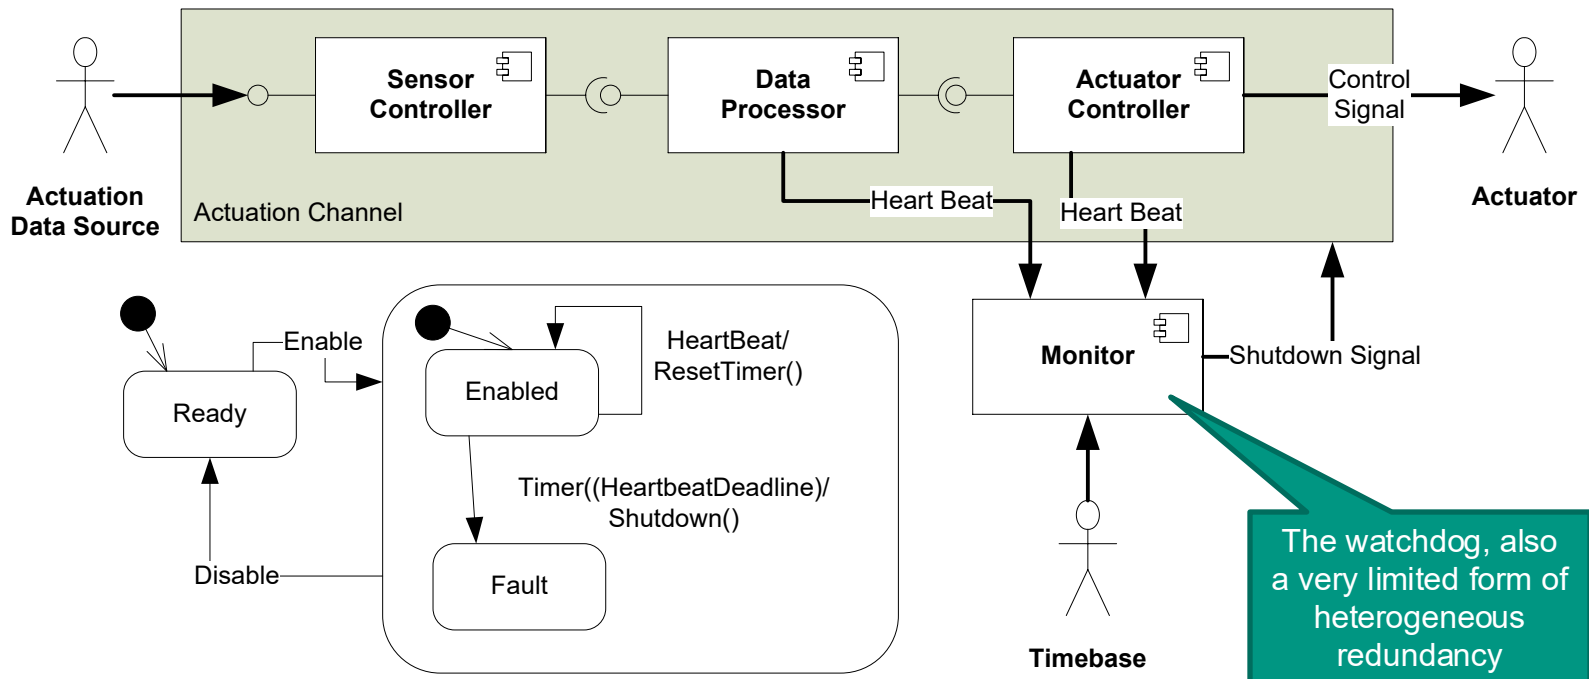 Sensor
Controller
Data
Processor
Actuator
Controller
Control
Signal
Actuation
Data Source
Actuator
Actuation Channel
Heart Beat
Heart Beat
Enable
HeartBeat/
ResetTimer()
Enabled
Ready
Monitor
Shutdown Signal
Timer((HeartbeatDeadline)/
Shutdown()
Disable
Fault
Timebase
The watchdog, also
a very limited form of
heterogeneous
redundancy